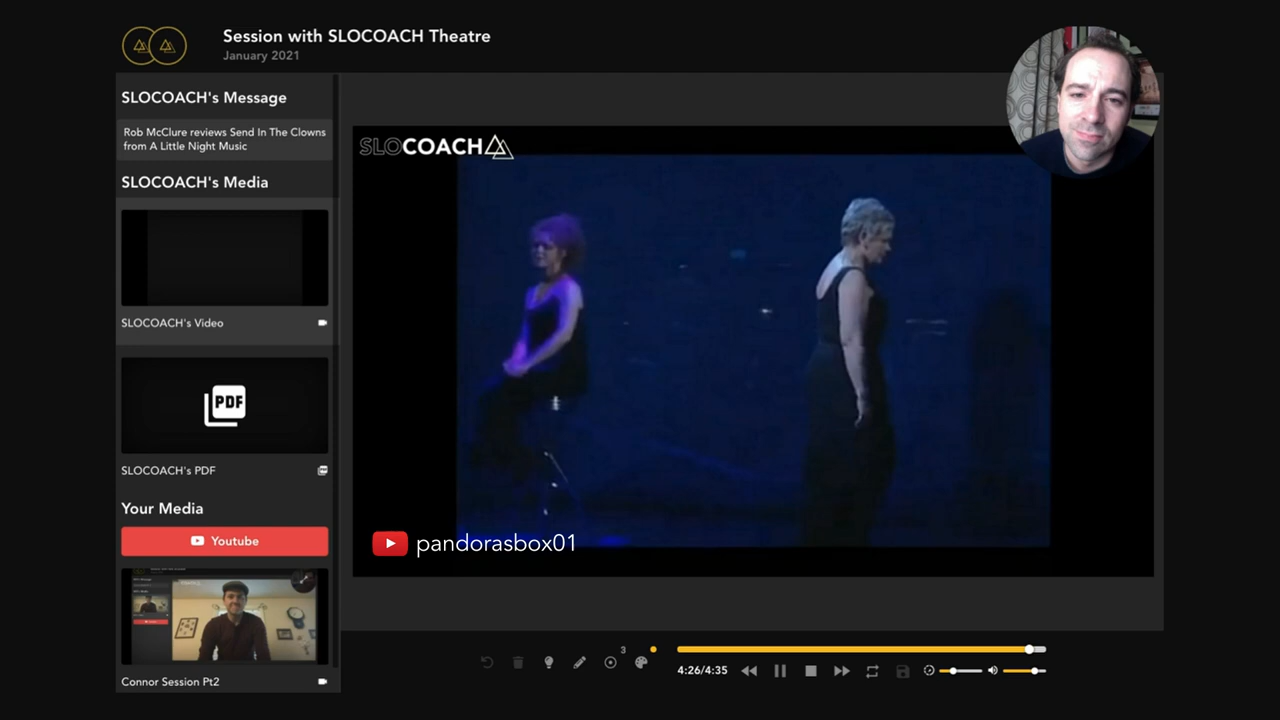 Session with SLOCOACH Theatre
January 2021
SLOCOACH's Message
Rob McClure reviews Send In The Clowns
from A Little Night Music
SLOCOACH's Media
SLOCOACH's Video
PDF
SLOCOACH's PDF
Your Media
Youtube
Connor Session Pt2
SLOCOACH
pandorasbox01
3
4:26/4:35